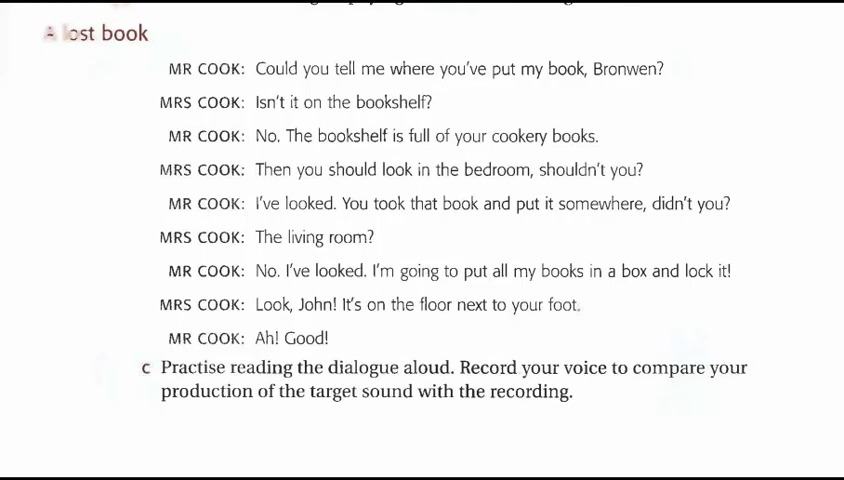 A lost book
MR COOK: Could you tell me where you've put my book, Bronwen?
MRS COOK: Isn't it on the bookshelf?
MR COOK: No. The bookshelf is full of your cookery books.
MRS COOK: Then you should look in the bedroom, shouldn't you?
MR COOK: I've looked. You took that book and put it somewhere, didn't you?
MRS COOK: The living room?
MR COOK: No. I've looked. I'm going to put all my books in a box and lock it!
MRS COOK: Look, John! It's on the floor next to your foot.
MR COOK: Ah! Good!
c Practise reading the dialogue aloud. Record your voice to compare your
production of the target sound with the recording.